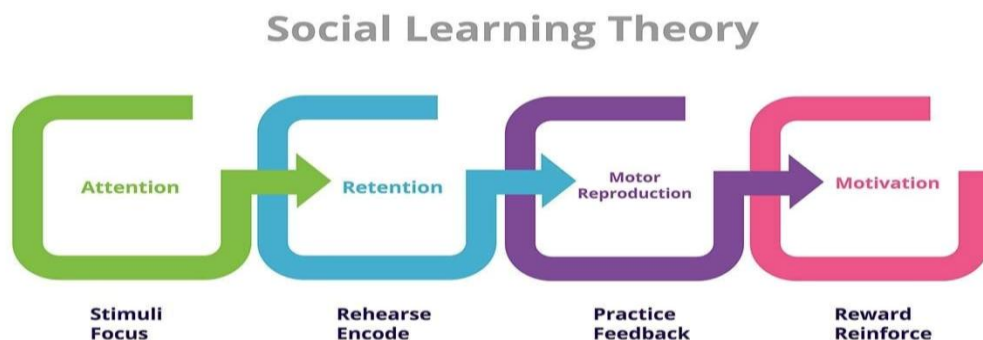 Social Learning Theory
Attention
Retention
Motor
Reproduction
Motivation
Stimuli
Focus
Rehearse
Encode
Practice
Feedback
Reward
Reinforce